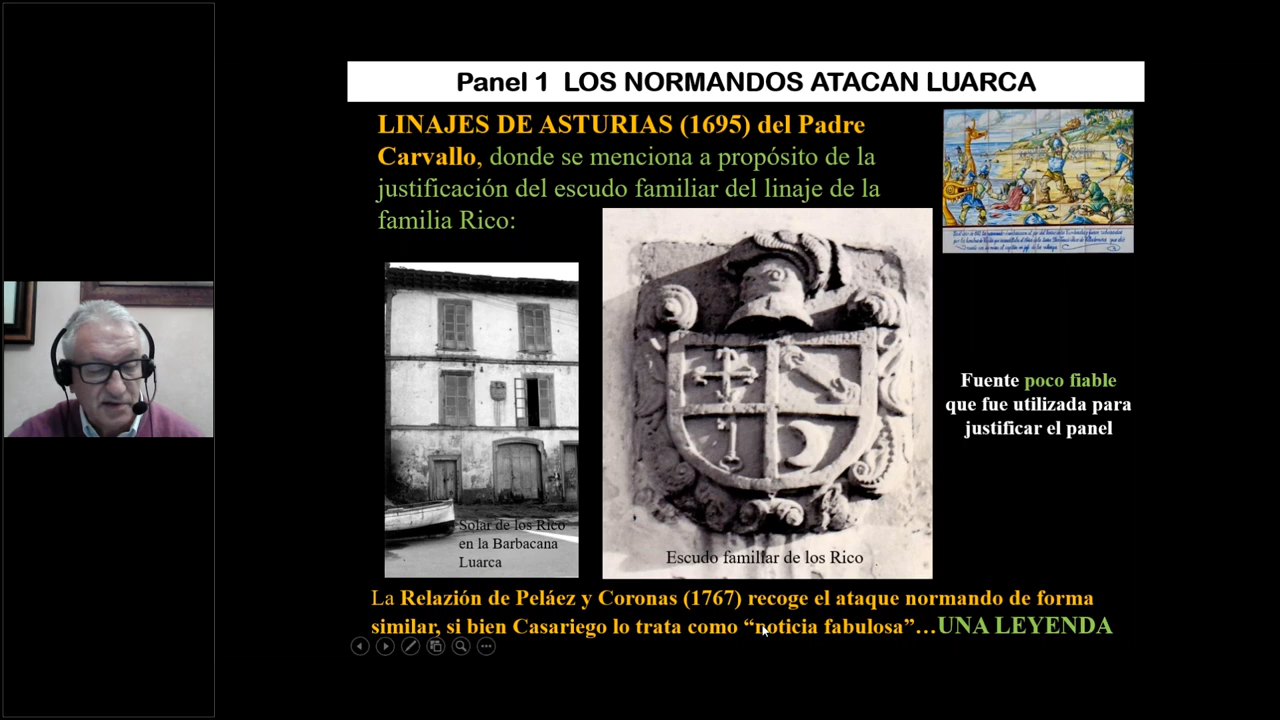 Panel 1 LOS NORMANDOS ATACAN LUARCA
LINAJES DE ASTURIAS (1695) del Padre
Carvallo, donde se menciona a propósito de la
justificación del escudo familiar del linaje de la
familia Rico:
Fuente poco fiable
que fue utilizada para
justificar el panel
Solar de los Rico
en la Barbacana
Luarca
Escudo familiar de los Rico
La Relazión de Peláez y Coronas (1767) recoge el ataque normando de forma
similar, si bien Casariego lo trata como “noticia fabulosa”…UNA LEYENDA